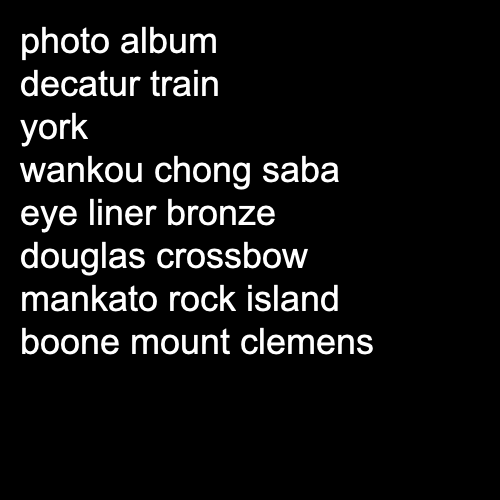 photo album
decatur train
york
wankou chong saba
eye liner bronze
douglas crossbow
mankato rock island
boone mount clemens